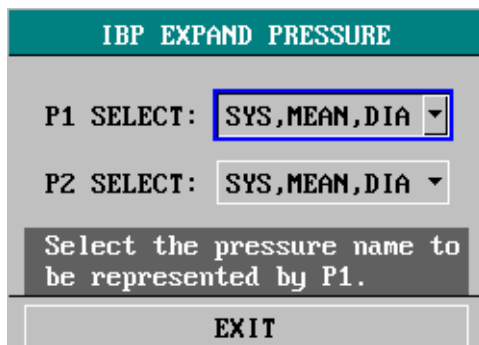 IBP EXPAND PRESSURE
P1 SELECT: SYS,MEAN,DIA
P2 SELECT: SYS,MEAN,DIA
Select the pressure name to
be represented by P1.
EXIT